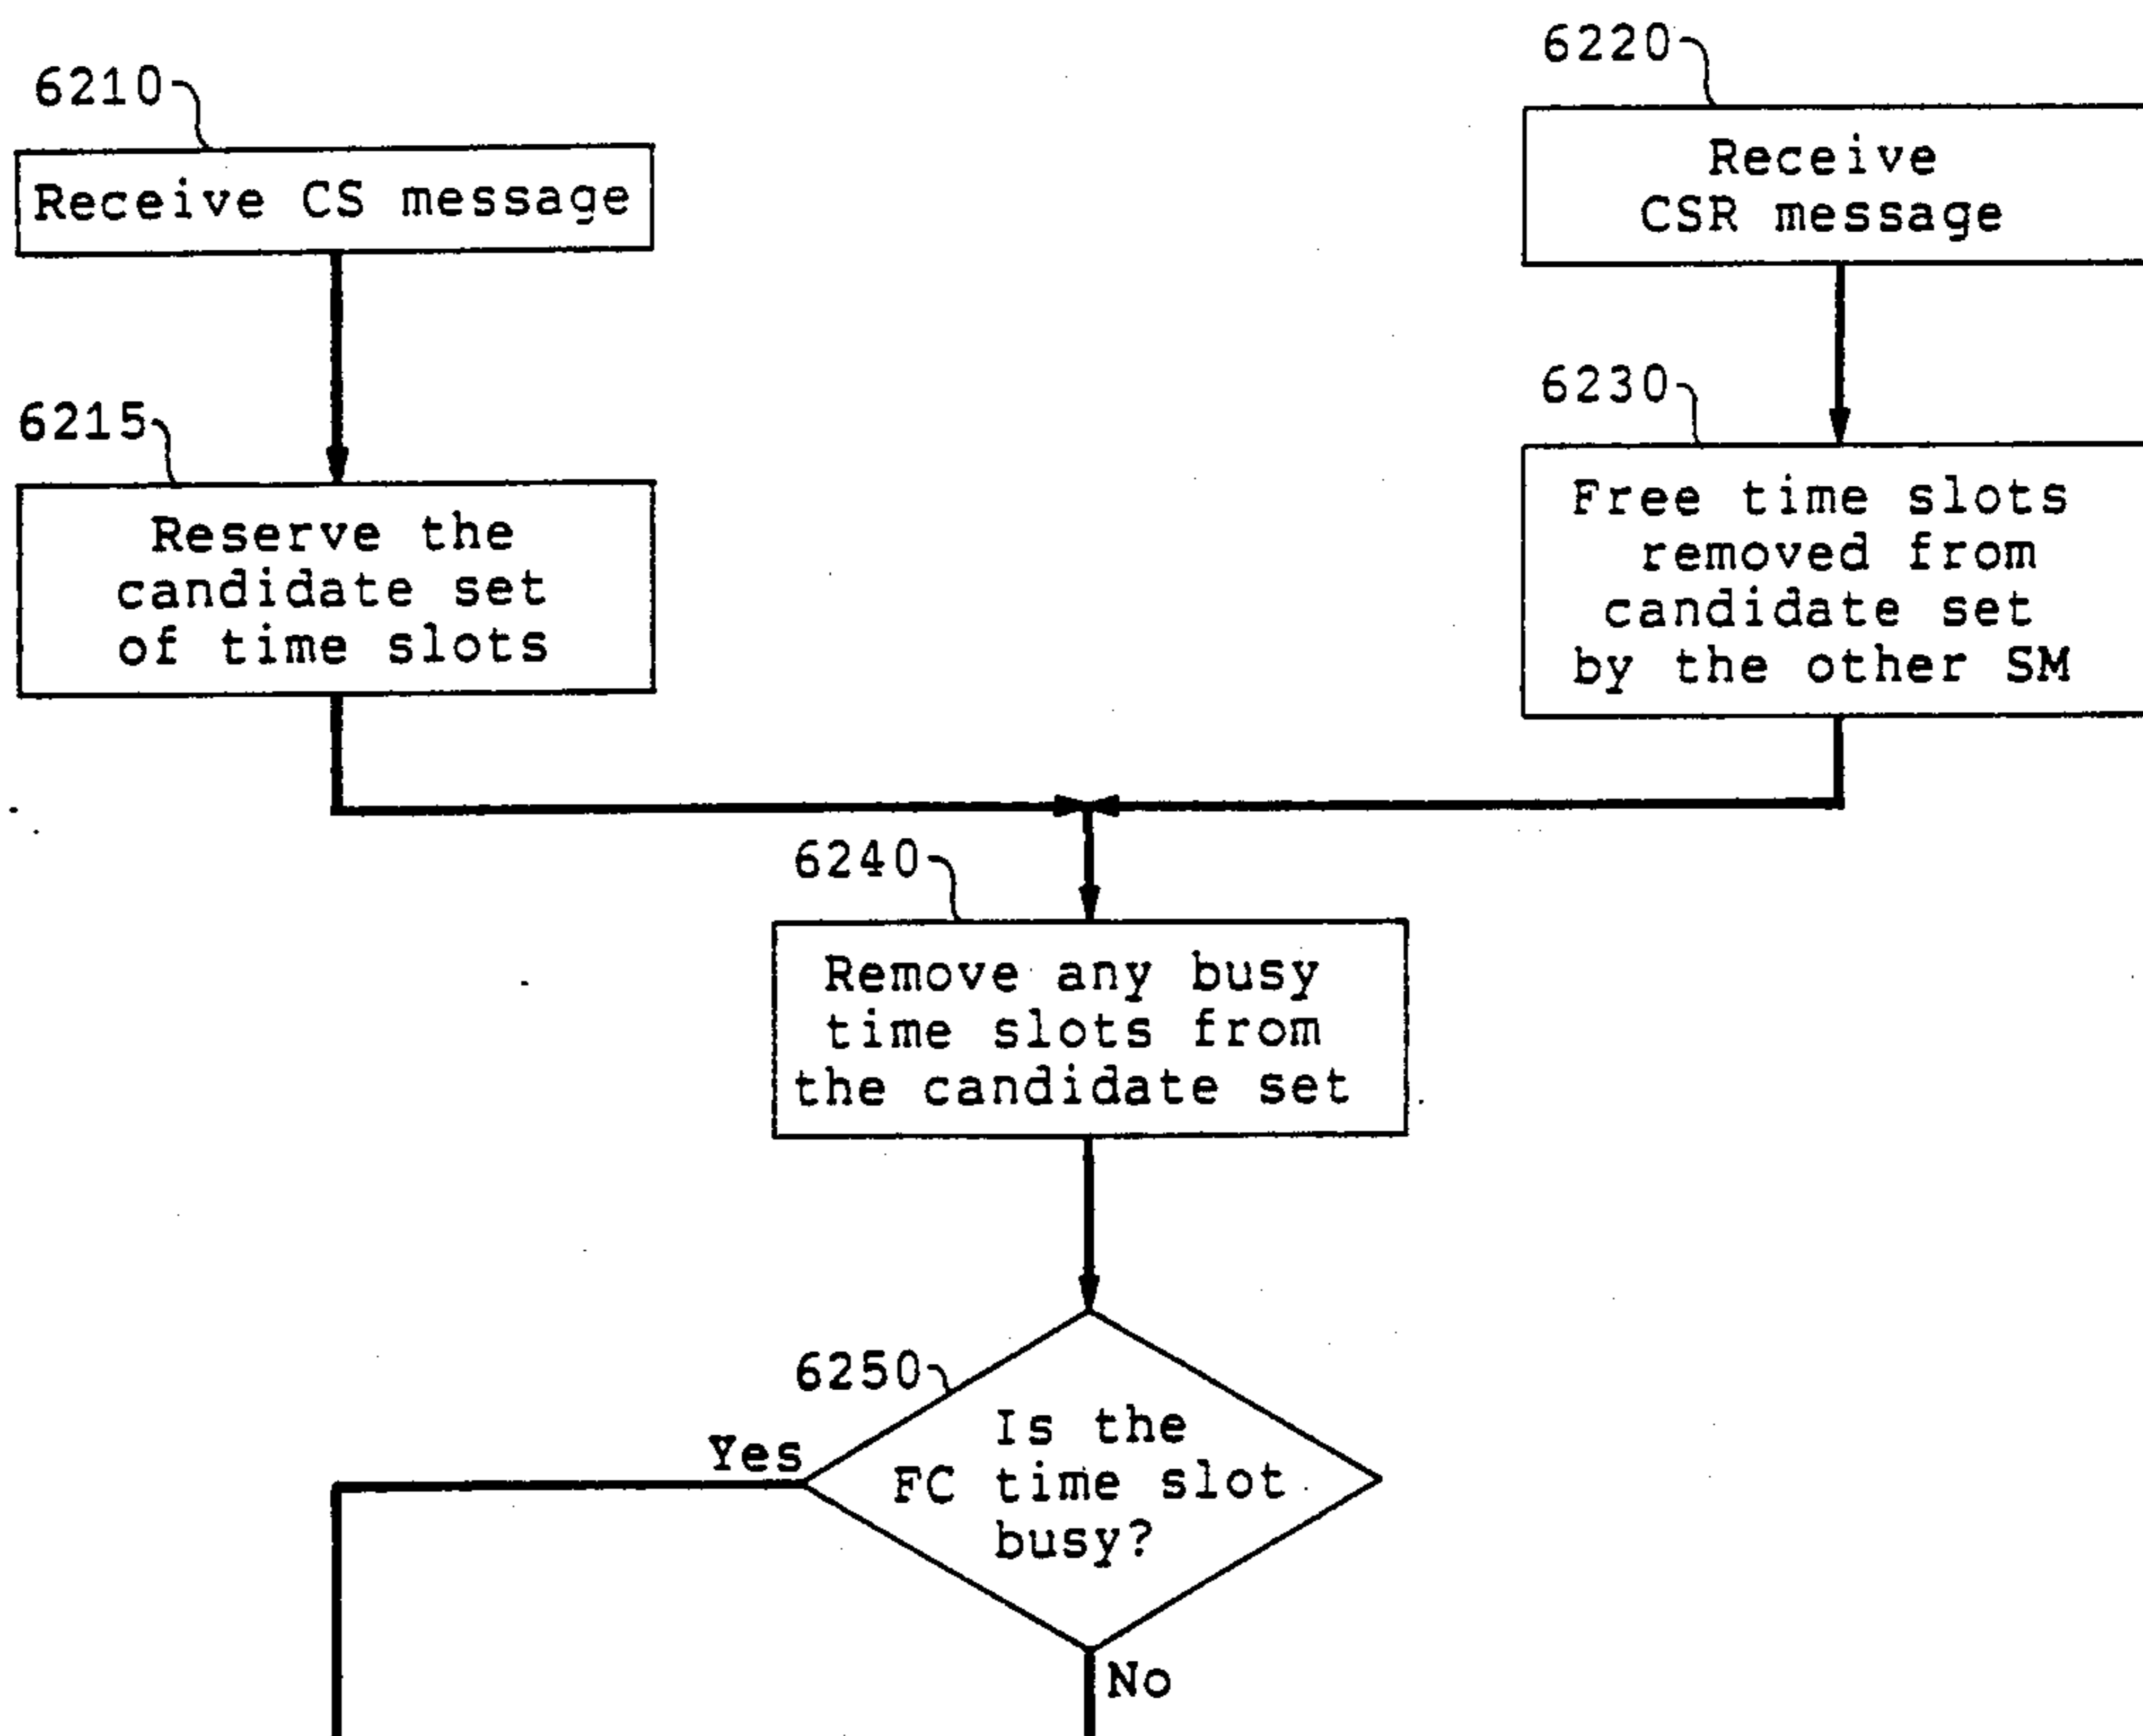 6210
Receive CS message
6220
Receive
CSR message
6215
Reserve the
candidate set
of time slots
6230
Free time slots
removed from
candidate set
by the other SM
6240
Remove any busy
time slots from
the candidate set
6250
Is the
FC time slot
busy?
Yes
No